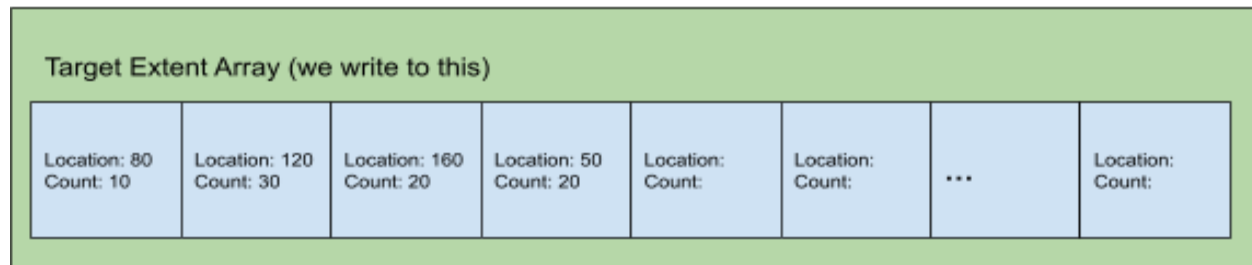 Target Extent Array (we write to this)
Location: 80
Count: 10
Location: 120
Count: 30
Location: 160
Count: 20
Location: 50
Count: 20
Location:
Count:
Location:
Count:
...
Location:
Count: